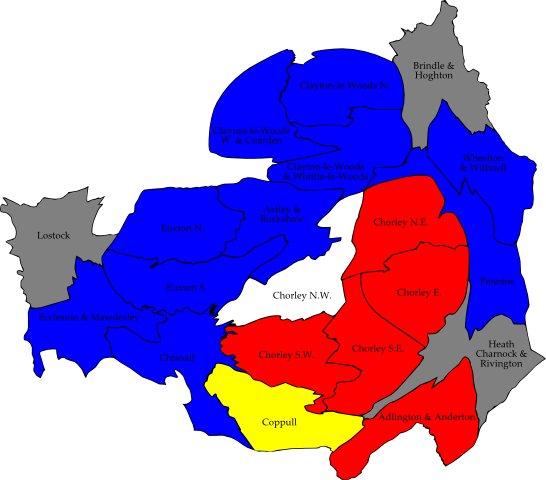 Brindle &
Hoghton
Clayton-le-Woods N.
Clayton-le-Woods
W. & Cuerden
Wheelton
& Withnell
Clayton-le-Woods
& Whittle-le-Woods
Astley &
Buckshaw
Chorley N.E.
Euxton N.
Lostock
Pennine
Euxton S.
Chorley N.W.
Chorley E.
Eccleston & Mawdesley
Heath
Charnock &
Rivington
Chorley S.W.
Chorley S.E.
Chisnall
Adlington & Anderton
Coppull